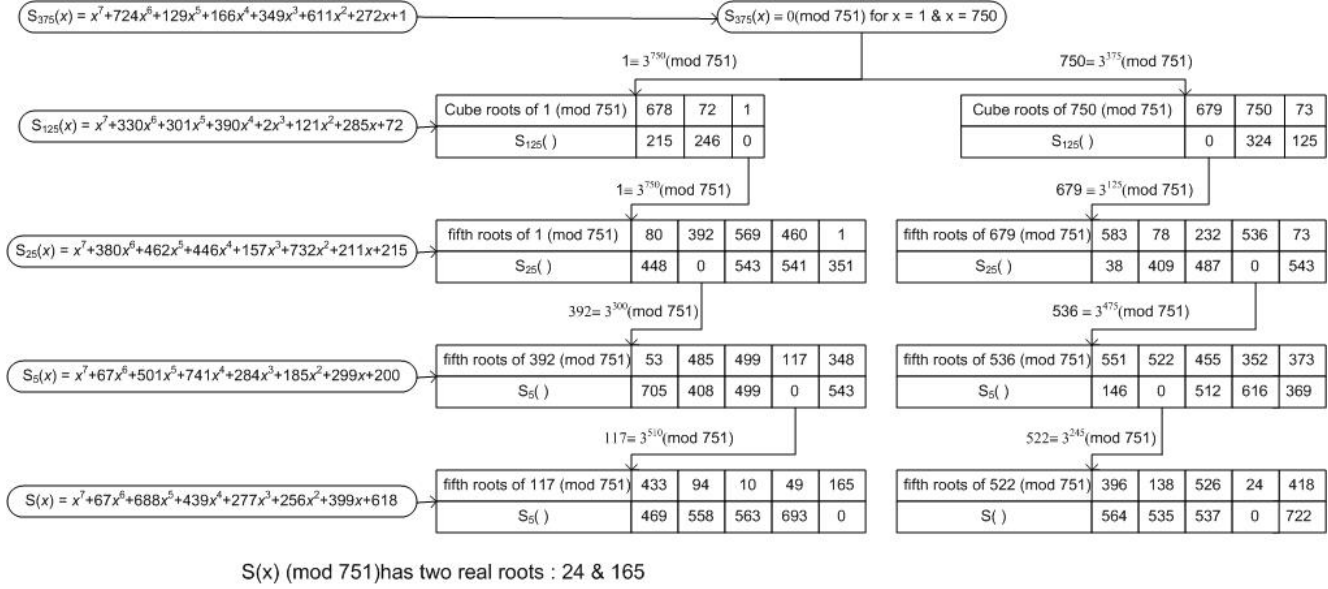 S₃₇₅(x) = x⁷+724x⁶+129x⁵+166x⁴+349x³+611x²+272x+1
S₃₇₅(x) = 0(mod 751) for x = 1 & x = 750
1≡ 3⁷⁵⁰(mod 751)
750≡ 3³⁷⁵(mod 751)
S₁₂₅(x) = x⁷+330x⁶+301x⁵+390x⁴+2x³+121x²+285x+72
Cube roots of 1 (mod 751) 678 72 1
S₁₂₅( ) 215 246 0
Cube roots of 750 (mod 751) 679 750 73
S₁₂₅( ) 0 324 125
1≡ 3⁷⁵⁰(mod 751)
679 ≡ 3¹²⁵(mod 751)
S₂₅(x) = x⁷+380x⁶+462x⁵+446x⁴+157x³+732x²+211x+215
fifth roots of 1 (mod 751) 80 392 569 460 1
S₂₅( ) 448 0 543 541 351
fifth roots of 679 (mod 751) 583 78 232 536 73
S₂₅( ) 38 409 487 0 543
392≡ 3³⁰⁰(mod 751)
536 ≡ 3⁴⁷⁵(mod 751)
S₅(x) = x⁷+67x⁶+501x⁵+741x⁴+284x³+185x²+299x+200
fifth roots of 392 (mod 751) 53 485 499 117 348
S₅( ) 705 408 499 0 543
fifth roots of 536 (mod 751) 551 522 455 352 373
S₅( ) 146 0 512 616 369
117≡ 3⁵¹⁰(mod 751)
522≡ 3²⁴⁵(mod 751)
S(x) = x⁷+67x⁶+688x⁵+439x⁴+277x³+256x²+399x+618
fifth roots of 117 (mod 751) 433 94 10 49 165
S₅( ) 469 558 563 693 0
fifth roots of 522 (mod 751) 396 138 526 24 418
S( ) 564 535 537 0 722
S(x) (mod 751)has two real roots : 24 & 165